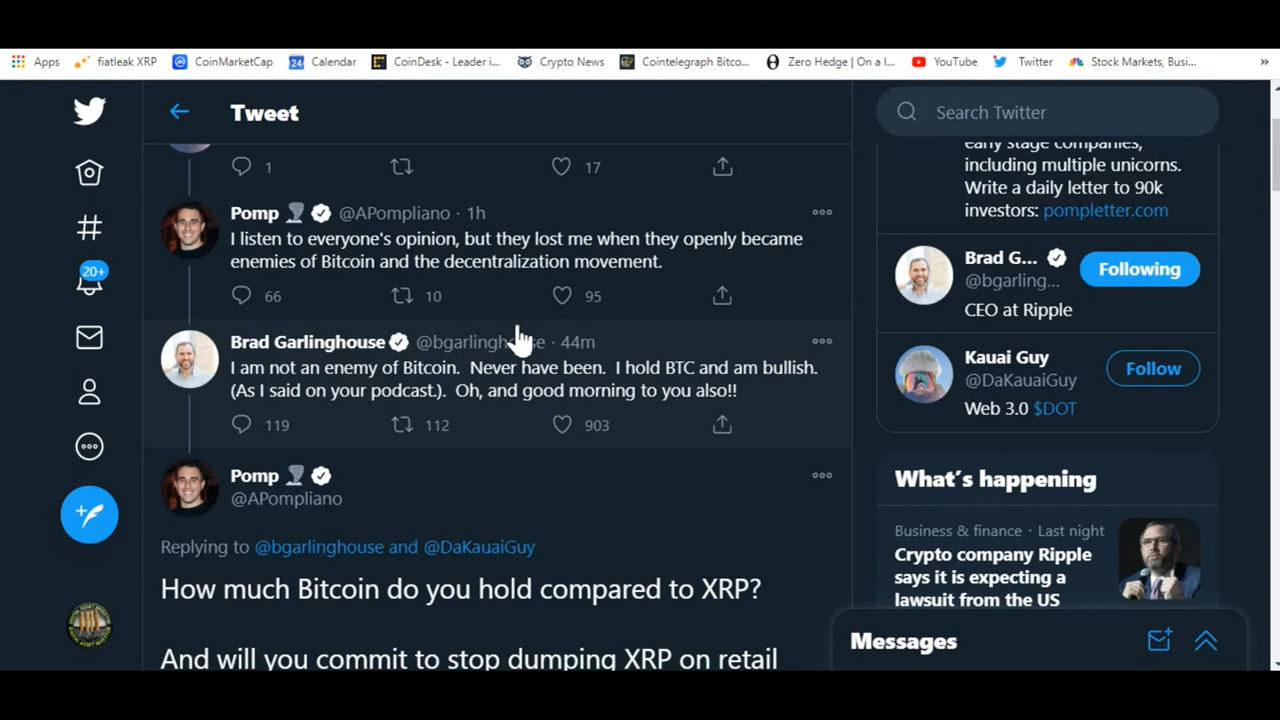 Apps fiatleak XRP CoinMarketCap 24 Calendar CoinDesk - Leader i... Crypto News Cointelegraph Bitco... Zero Hedge | On a l... YouTube Twitter Stock Markets, Busi... »
Tweet
Search Twitter
1 17
Pomp @APompliano · 1h
I listen to everyone's opinion, but they lost me when they openly became
enemies of Bitcoin and the decentralization movement.
66 10 95
Brad Garlinghouse @bgarlingh se · 44m
I am not an enemy of Bitcoin. Never have been. I hold BTC and am bullish.
(As I said on your podcast.). Oh, and good morning to you also!!
119 112 903
Pomp
@APompliano
Replying to @bgarlinghouse and @DaKauaiGuy
How much Bitcoin do you hold compared to XRP?
And will you commit to stop dumping XRP on retail
20+
early stage companies,
including multiple unicorns.
Write a daily letter to 90k
investors: pompletter.com
Brad G...
@bgarling...
Following
CEO at Ripple
Kauai Guy
@DaKauaiGuy
Follow
Web 3.0 $DOT
What's happening
Business & finance · Last night
Crypto company Ripple
says it is expecting a
lawsuit from the US
Messages